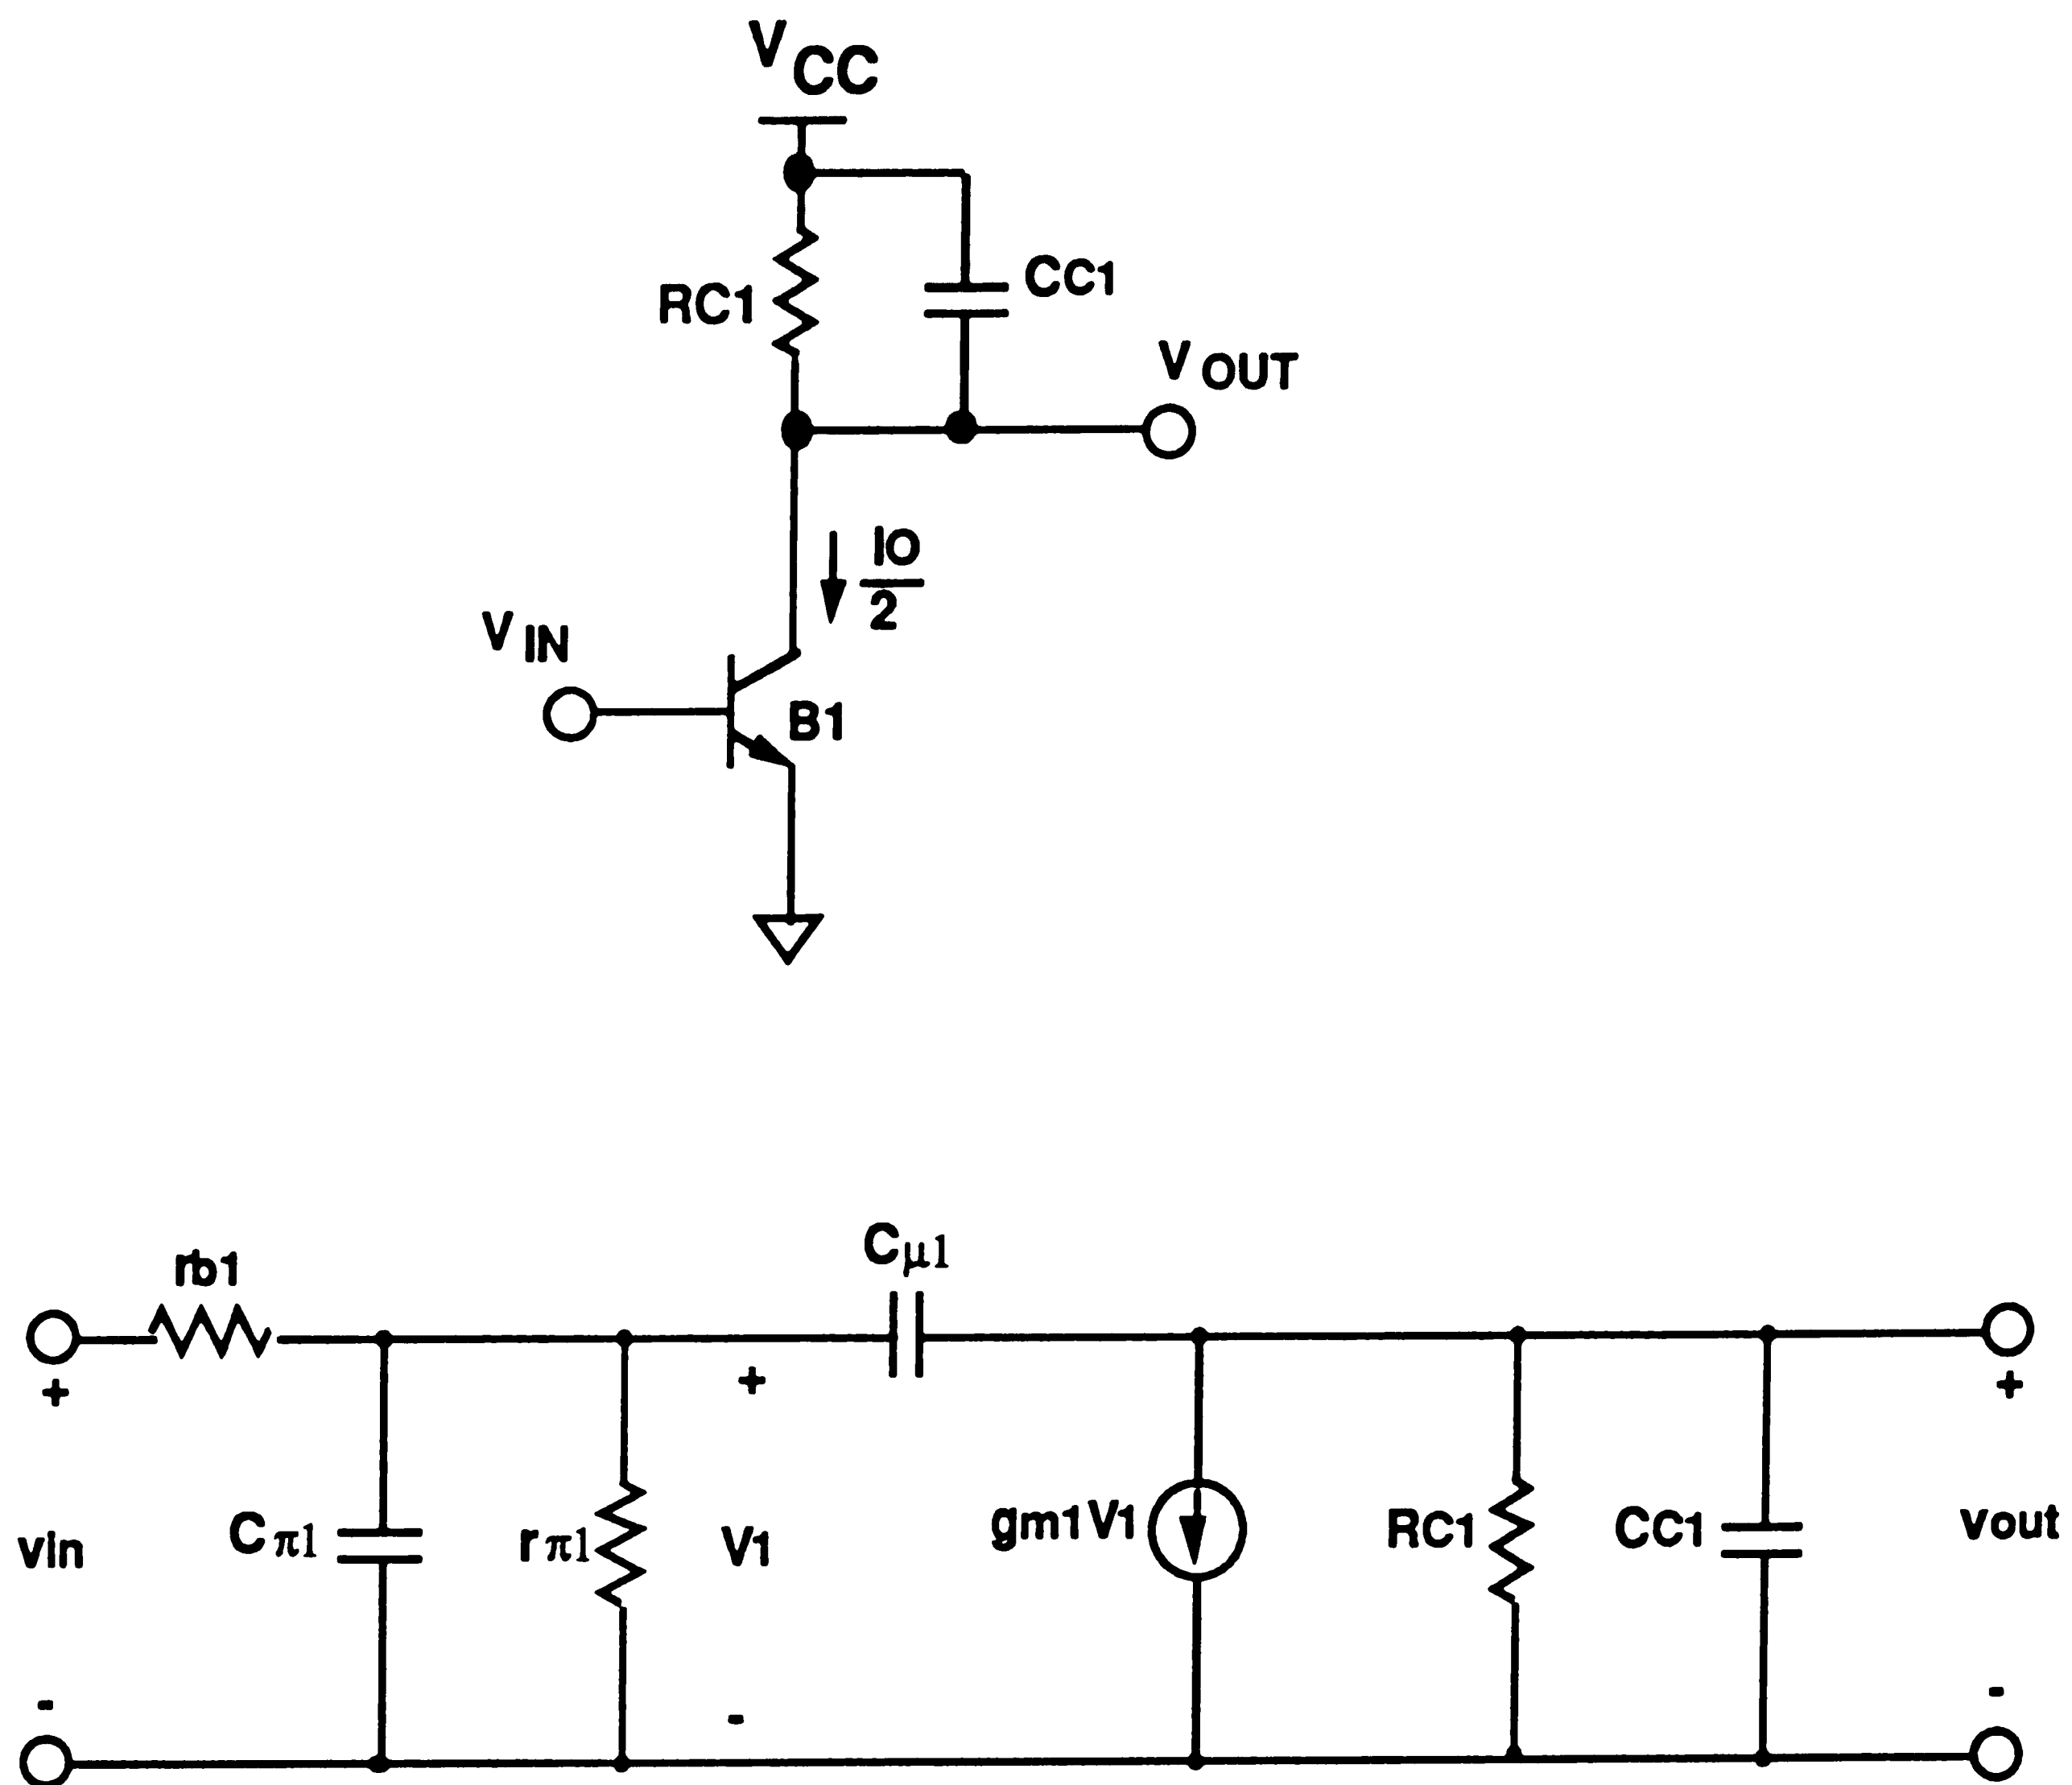 VCC
RC1
CC1
VOUT
IO
2
VIN
B1
rb1
Cμ1
+
+
+
vin
Cπ1
rπ1
V1
gm1V1
RC1
CC1
vout
-
-
-